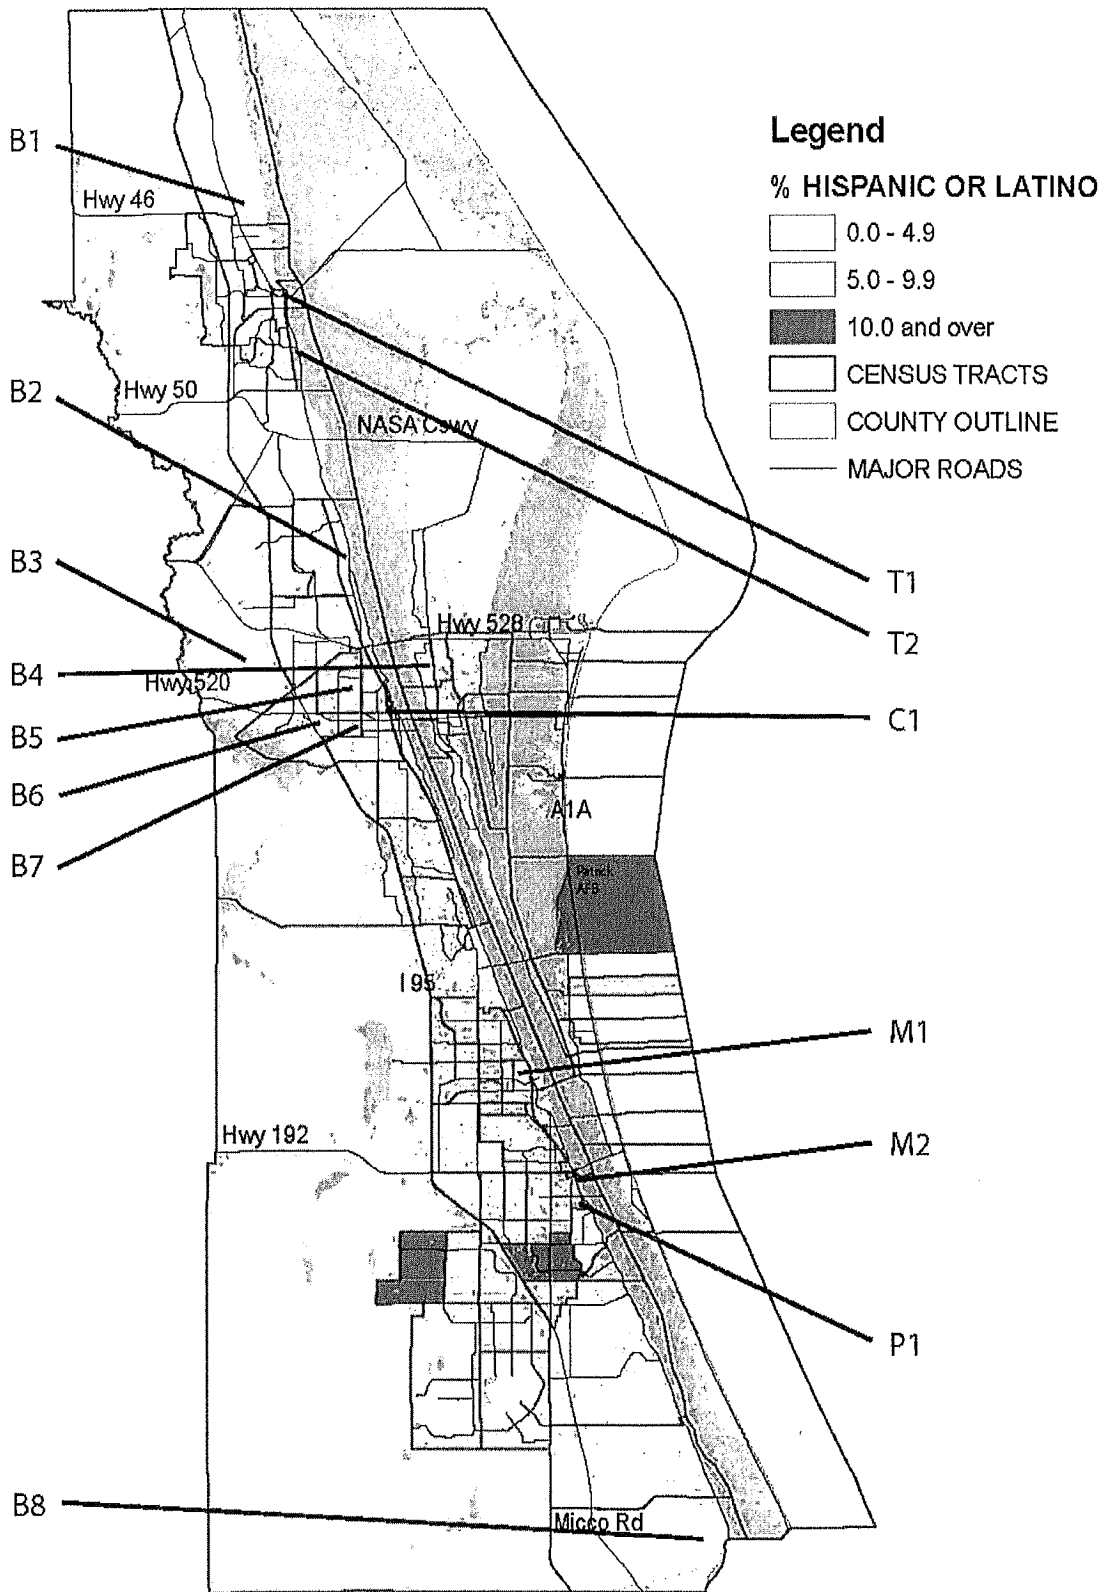 Legend
% HISPANIC OR LATINO
0.0 - 4.9
5.0 - 9.9
10.0 and over
CENSUS TRACTS
COUNTY OUTLINE
MAJOR ROADS
B1
Hwy 46
B2
Hwy 50
NASA Cswy
B3
T1
Hwy 528
T2
B4
Hwy 520
C1
B5
B6
A1A
B7
Patrick
AFB
I 95
M1
Hwy 192
M2
P1
B8
Micco Rd